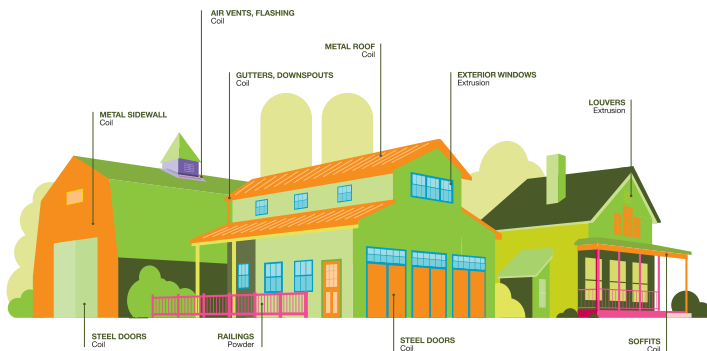 AIR VENTS, FLASHING
Coil
METAL ROOF
Coil
GUTTERS, DOWNSPOUTS
Coil
EXTERIOR WINDOWS
Extrusion
LOUVERS
Extrusion
METAL SIDEWALL
Coil
STEEL DOORS
Coil
RAILINGS
Powder
STEEL DOORS
Coil
SOFFITS
Coil